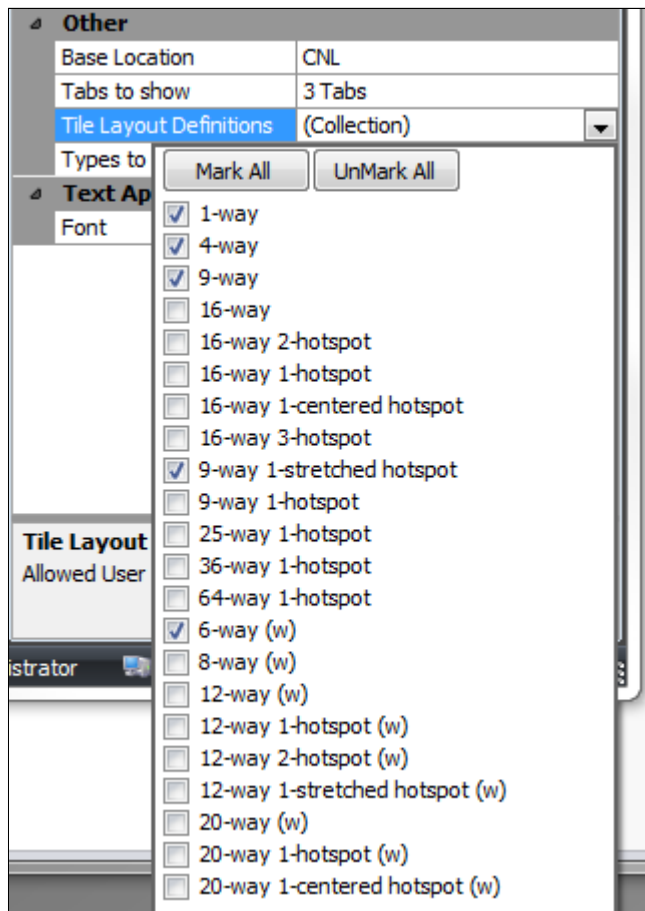 Other
Base Location CNL
Tabs to show 3 Tabs
Tile Layout Definitions (Collection)
Types to
Mark All UnMark All
Text Ap
Font
1-way
4-way
9-way
16-way
16-way 2-hotspot
16-way 1-hotspot
16-way 1-centered hotspot
16-way 3-hotspot
9-way 1-stretched hotspot
9-way 1-hotspot
25-way 1-hotspot
36-way 1-hotspot
64-way 1-hotspot
6-way (w)
8-way (w)
12-way (w)
12-way 1-hotspot (w)
12-way 2-hotspot (w)
12-way 1-stretched hotspot (w)
20-way (w)
20-way 1-hotspot (w)
20-way 1-centered hotspot (w)
Tile Layout
Allowed User
istrator